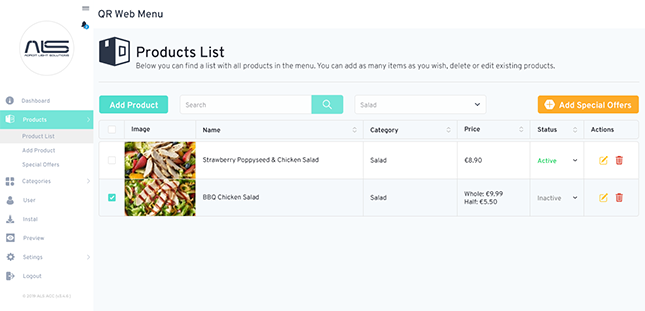 QR Web Menu
2
AIS
Products List
Below you can find a list with all products in the menu. You can add as many items as you wish, delete or edit existing products.
Dashboard
Products
Product List
Add Product
Special Offers
Categories
User
Instal
Preview
Settings
Logout
Add Product
Search
Salad
Add Special Offers
Image
Name
Category
Price
Status
Actions
Strawberry Poppyseed & Chicken Salad
Salad
€8.90
Active
BBQ Chicken Salad
Salad
Whole: €9,99
Half: €5.50
Inactive